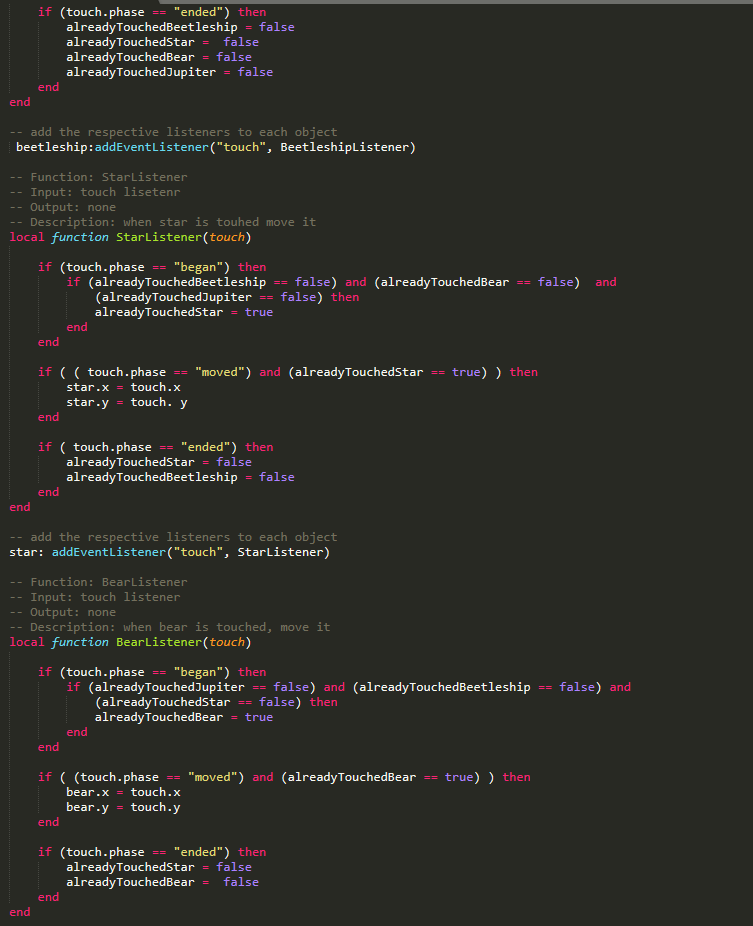 if (touch.phase == "ended") then
alreadyTouchedBeetleship = false
alreadyTouchedStar =  false
alreadyTouchedBear = false
alreadyTouchedJupiter = false
end
end
-- add the respective listeners to each object
beetleship:addEventListener("touch", BeetleshipListener)
-- Function: StarListener
-- Input: touch lisetenr
-- Output: none
-- Description: when star is touhed move it
local function StarListener(touch)
if (touch.phase == "began") then
if (alreadyTouchedBeetleship == false) and (alreadyTouchedBear == false)  and
(alreadyTouchedJupiter == false) then
alreadyTouchedStar = true
end
end
if ( ( touch.phase == "moved") and (alreadyTouchedStar == true) ) then
star.x = touch.x
star.y = touch. y
end
if ( touch.phase == "ended") then
alreadyTouchedStar = false
alreadyTouchedBeetleship = false
end
end
-- add the respective listeners to each object
star: addEventListener("touch", StarListener)
-- Function: BearListener
-- Input: touch listener
-- Output: none
-- Description: when bear is touched, move it
local function BearListener(touch)
if (touch.phase == "began") then
if (alreadyTouchedJupiter == false) and (alreadyTouchedBeetleship == false) and
(alreadyTouchedStar == false) then
alreadyTouchedBear = true
end
end
if ( (touch.phase == "moved") and (alreadyTouchedBear == true) ) then
bear.x = touch.x
bear.y = touch.y
end
if (touch.phase == "ended") then
alreadyTouchedStar = false
alreadyTouchedBear =  false
end
end